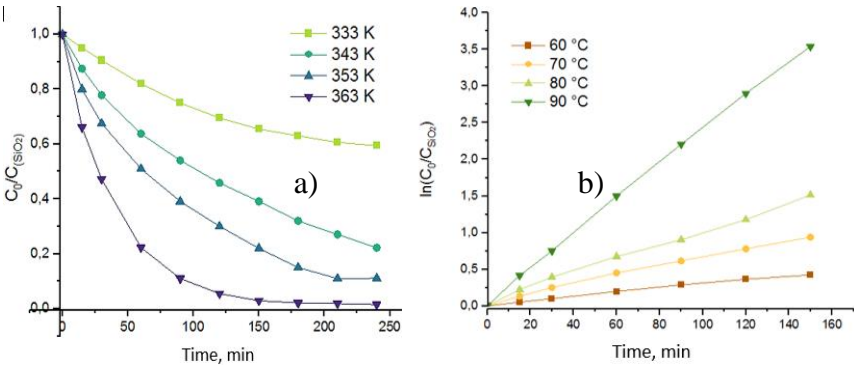 C₀/C(SiO₂)
1,0
0,8
0,6
0,4
0,2
0,0
0
50
100
150
200
250
Time, min
333 K
343 K
353 K
363 K
a)
ln(C₀/C_SiO₂)
4,0
3,5
3,0
2,5
2,0
1,5
1,0
0,5
0,0
0
20
40
60
80
100
120
140
160
Time, min
60 °C
70 °C
80 °C
90 °C
b)